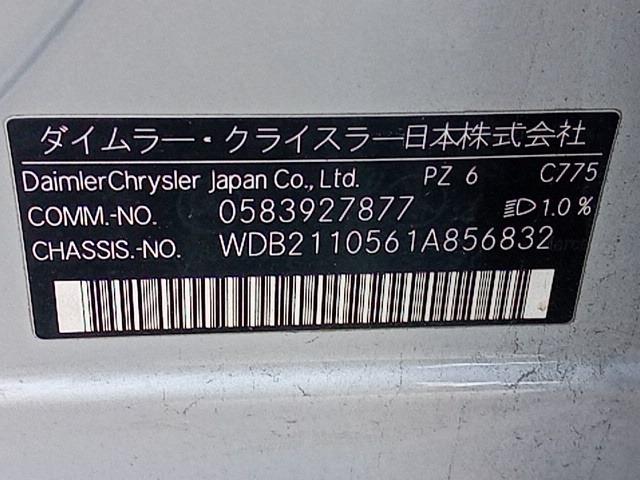 ダイムラー・クライスラー日本株式会社
DaimlerChrysler Japan Co., Ltd. PZ 6 C775
COMM.-NO. 0583927877 1.0%
CHASSIS.-NO. WDB2110561A856832